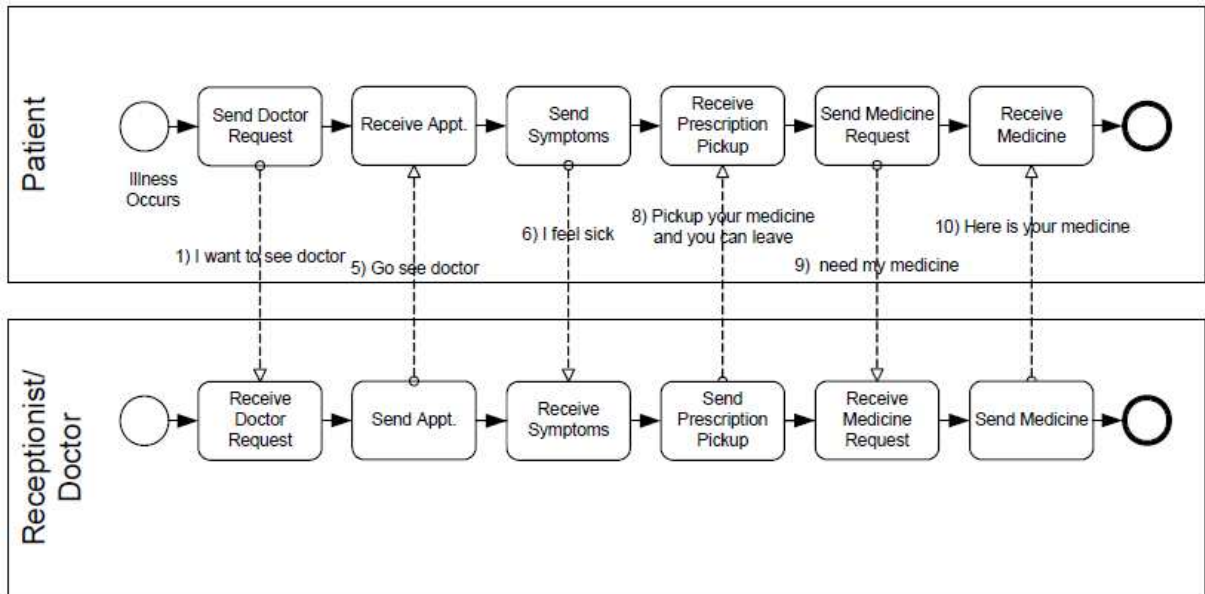 Patient
Send Doctor
Request
Receive Appt.
Send
Symptoms
Receive
Prescription
Pickup
Send Medicine
Request
Receive
Medicine
Illness
Occurs
1) I want to see doctor
5) Go see doctor
6) I feel sick
8) Pickup your medicine
and you can leave
9) need my medicine
10) Here is your medicine
Receptionist/
Doctor
Receive
Doctor
Request
Send Appt.
Receive
Symptoms
Send
Prescription
Pickup
Receive
Medicine
Request
Send Medicine